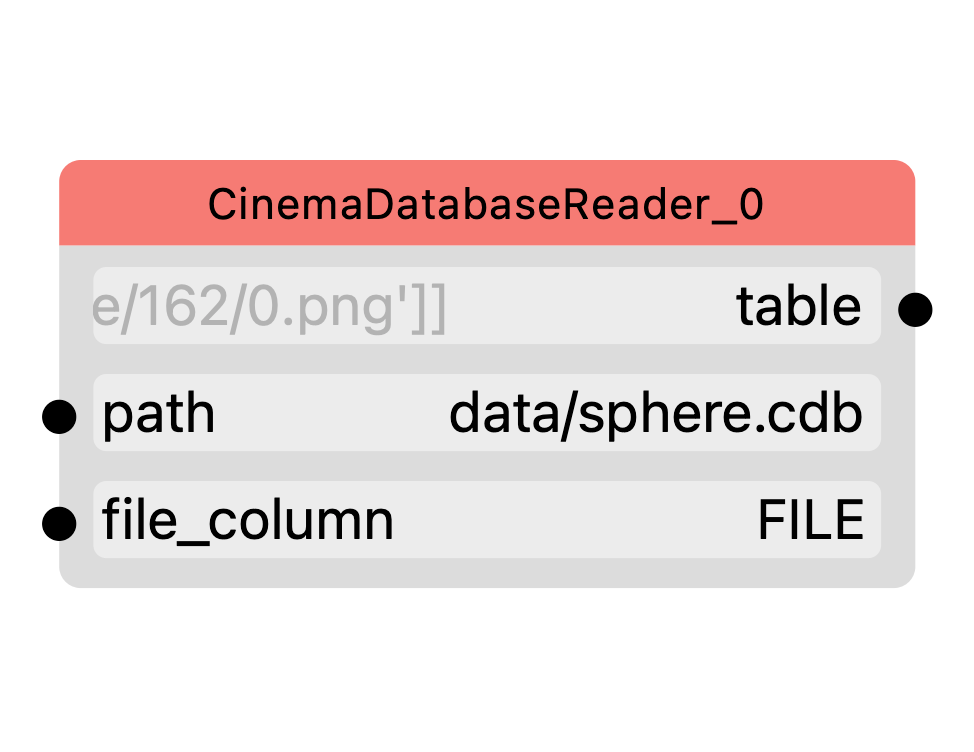 CinemaDatabaseReader_0
e/162/0.png']] table
path data/sphere.cdb
file_column FILE